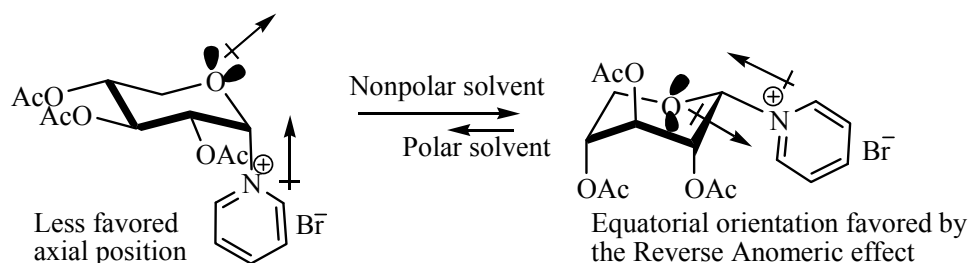 O
AcO
AcO
OAc
N
⊕
Br̄
Less favored
axial position
Nonpolar solvent
Polar solvent
AcO
O
⊕
N
Br̄
OAc
OAc
Equatorial orientation favored by
the Reverse Anomeric effect